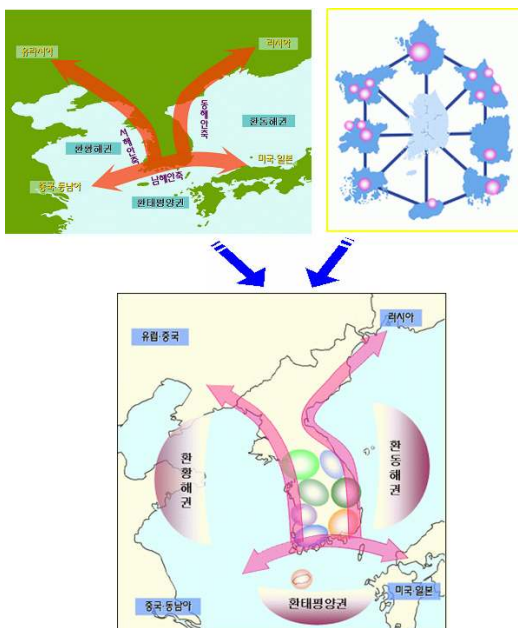 유라시아
러시아
동해안축
환동해권
서해안축
환황해권
미국·일본
남해안축
중국·동남아
환태평양권
러시아
유럽·중국
환황해권
환동해권
중국·동남아
환태평양권
미국·일본